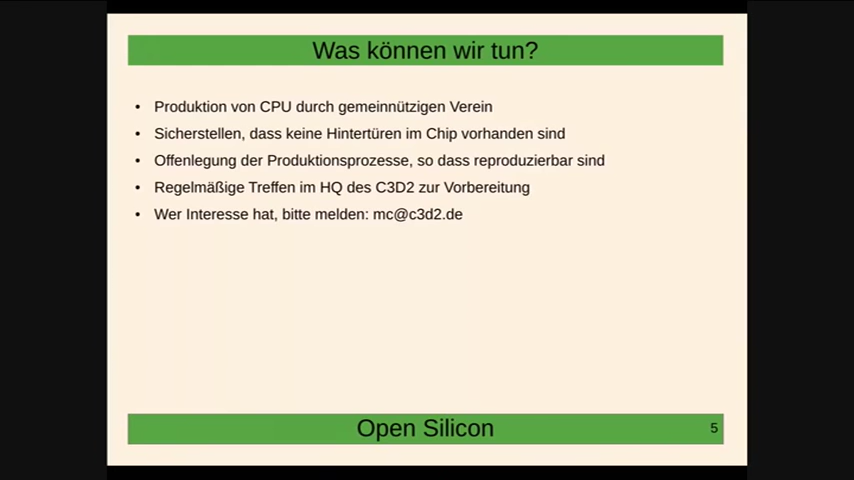 Was können wir tun?
• Produktion von CPU durch gemeinnützigen Verein
• Sicherstellen, dass keine Hintertüren im Chip vorhanden sind
• Offenlegung der Produktionsprozesse, so dass reproduzierbar sind
• Regelmäßige Treffen im HQ des C3D2 zur Vorbereitung
• Wer Interesse hat, bitte melden: mc@c3d2.de
Open Silicon
5